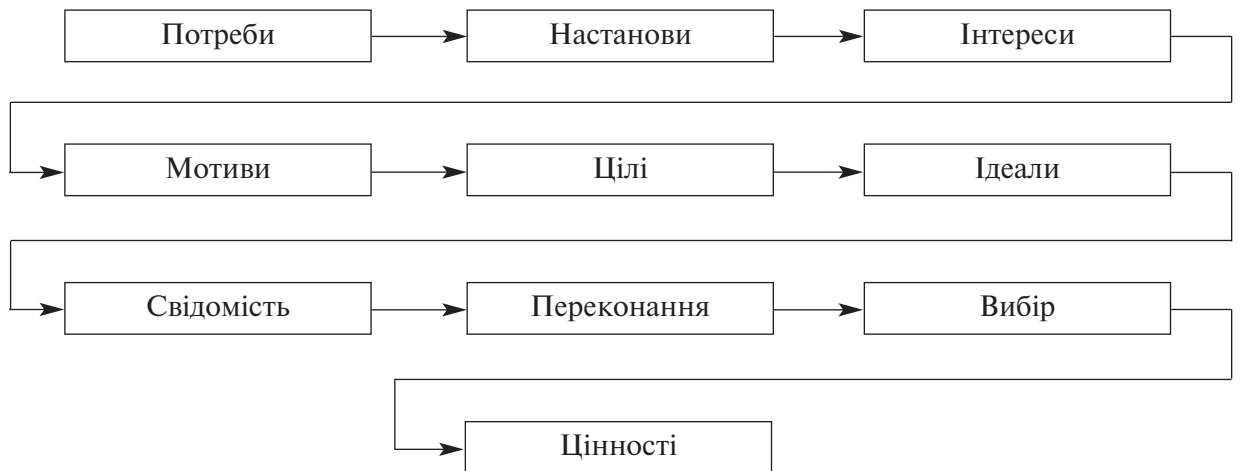 Потреби
Настанови
Інтереси
Мотиви
Цілі
Ідеали
Свідомість
Переконання
Вибір
Цінності